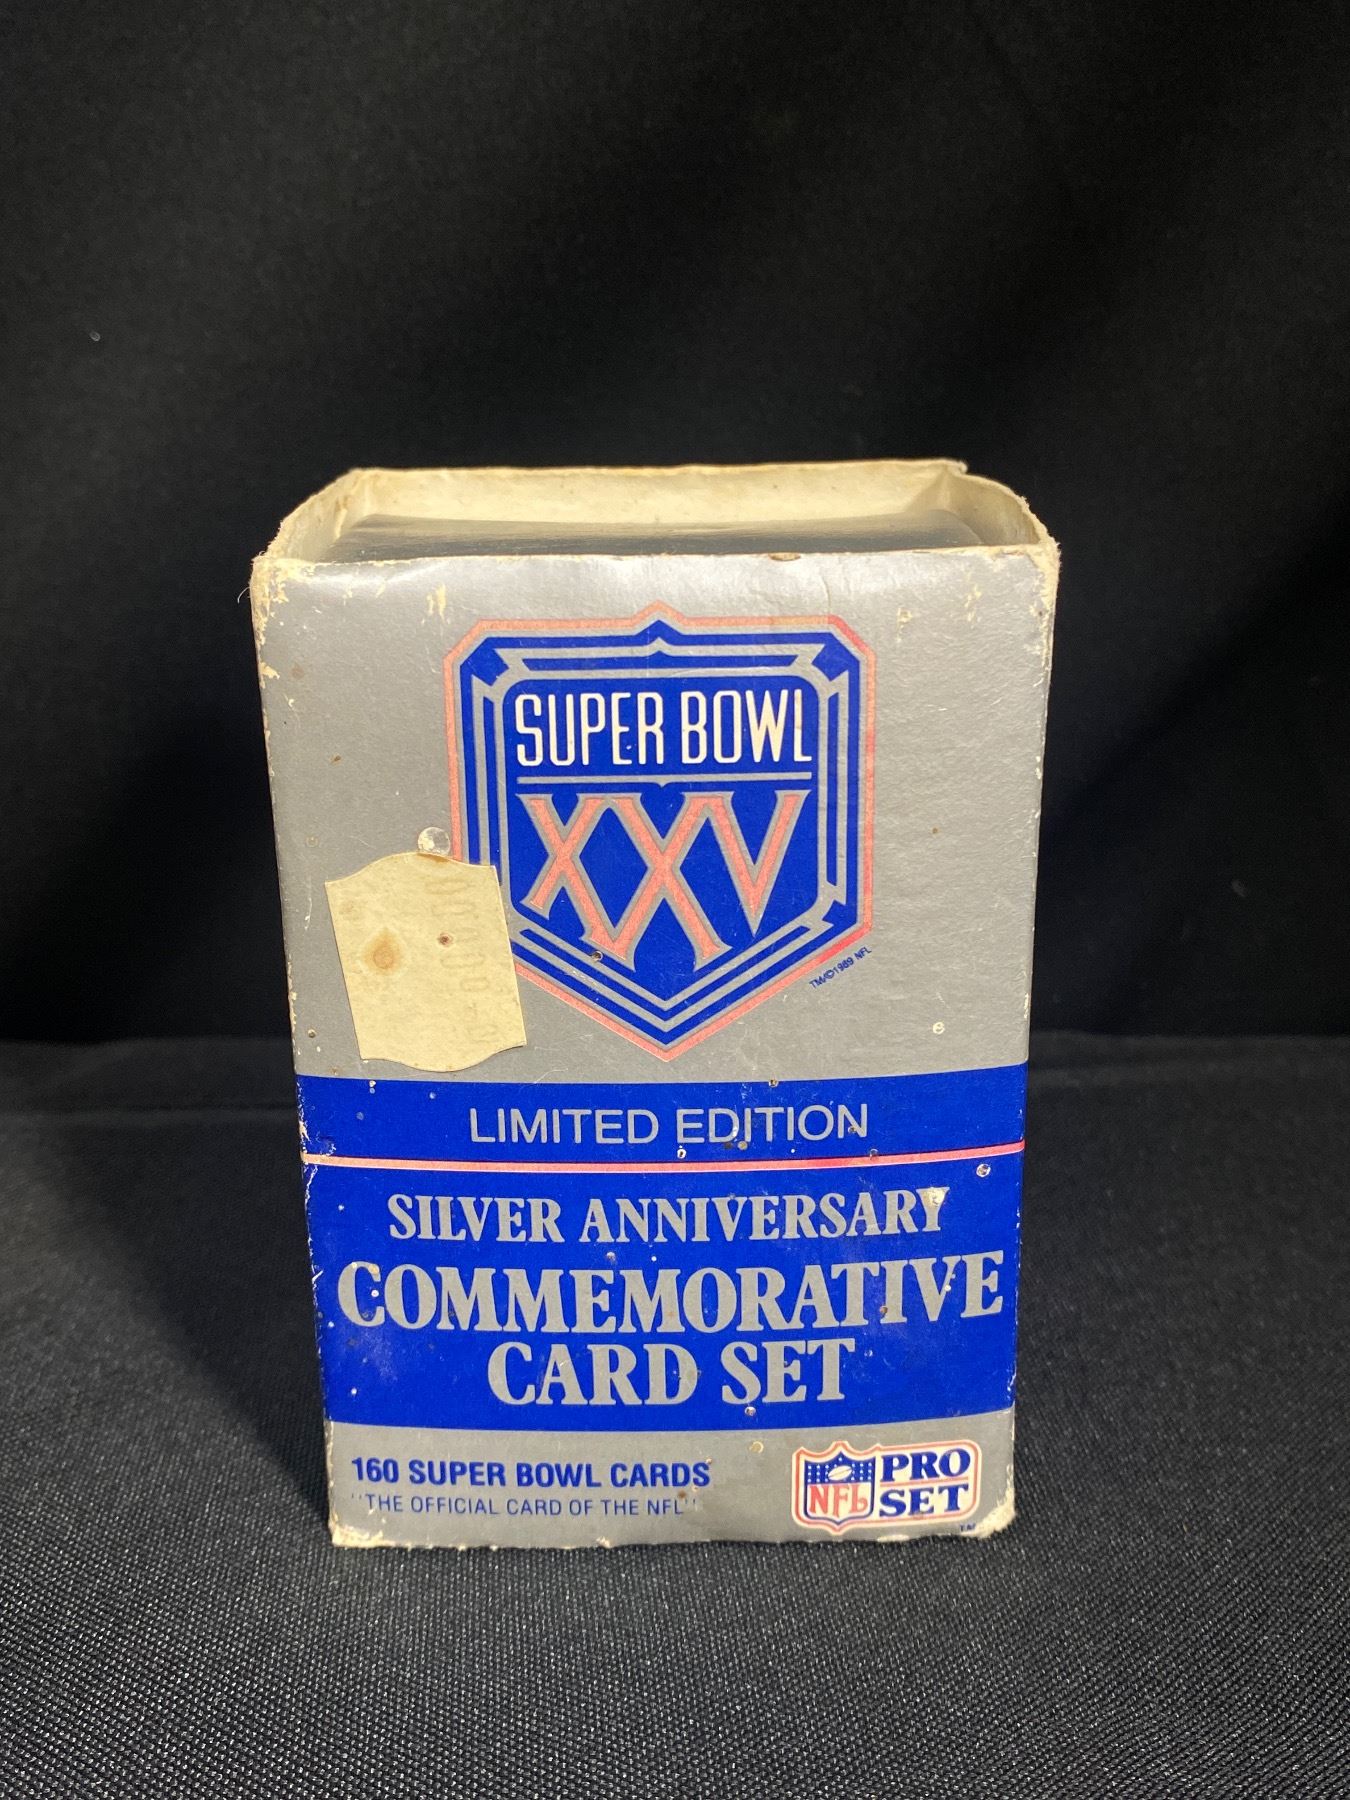 SUPER BOWL
XXV
TM/©1989 NFL
LIMITED EDITION
SILVER ANNIVERSARY
COMMEMORATIVE
CARD SET
160 SUPER BOWL CARDS
"THE OFFICIAL CARD OF THE NFL"
NFL
PRO
SET
TM